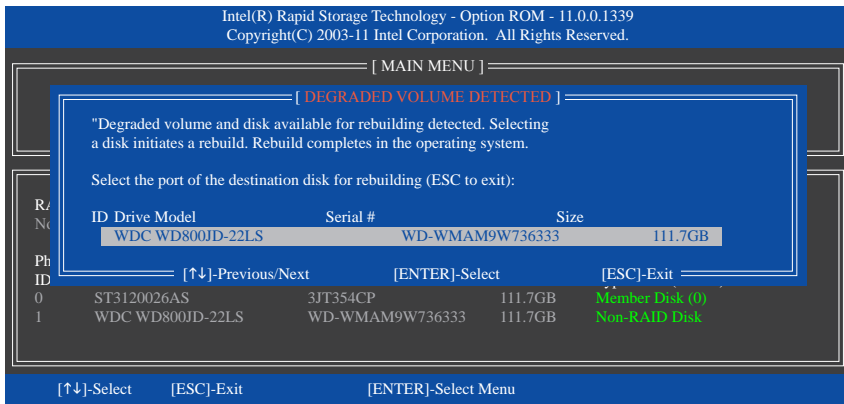 Intel(R) Rapid Storage Technology - Option ROM - 11.0.0.1339
Copyright(C) 2003-11 Intel Corporation. All Rights Reserved.
[ MAIN MENU ]
[ DEGRADED VOLUME DETECTED ]
"Degraded volume and disk available for rebuilding detected. Selecting
a disk initiates a rebuild. Rebuild completes in the operating system.
Select the port of the destination disk for rebuilding (ESC to exit):
ID Drive Model Serial # Size
WDC WD800JD-22LS WD-WMAM9W736333 111.7GB
[↑↓]-Previous/Next [ENTER]-Select [ESC]-Exit
ID
0 ST3120026AS 3JT354CP 111.7GB Member Disk (0)
1 WDC WD800JD-22LS WD-WMAM9W736333 111.7GB Non-RAID Disk
[↑↓]-Select [ESC]-Exit [ENTER]-Select Menu